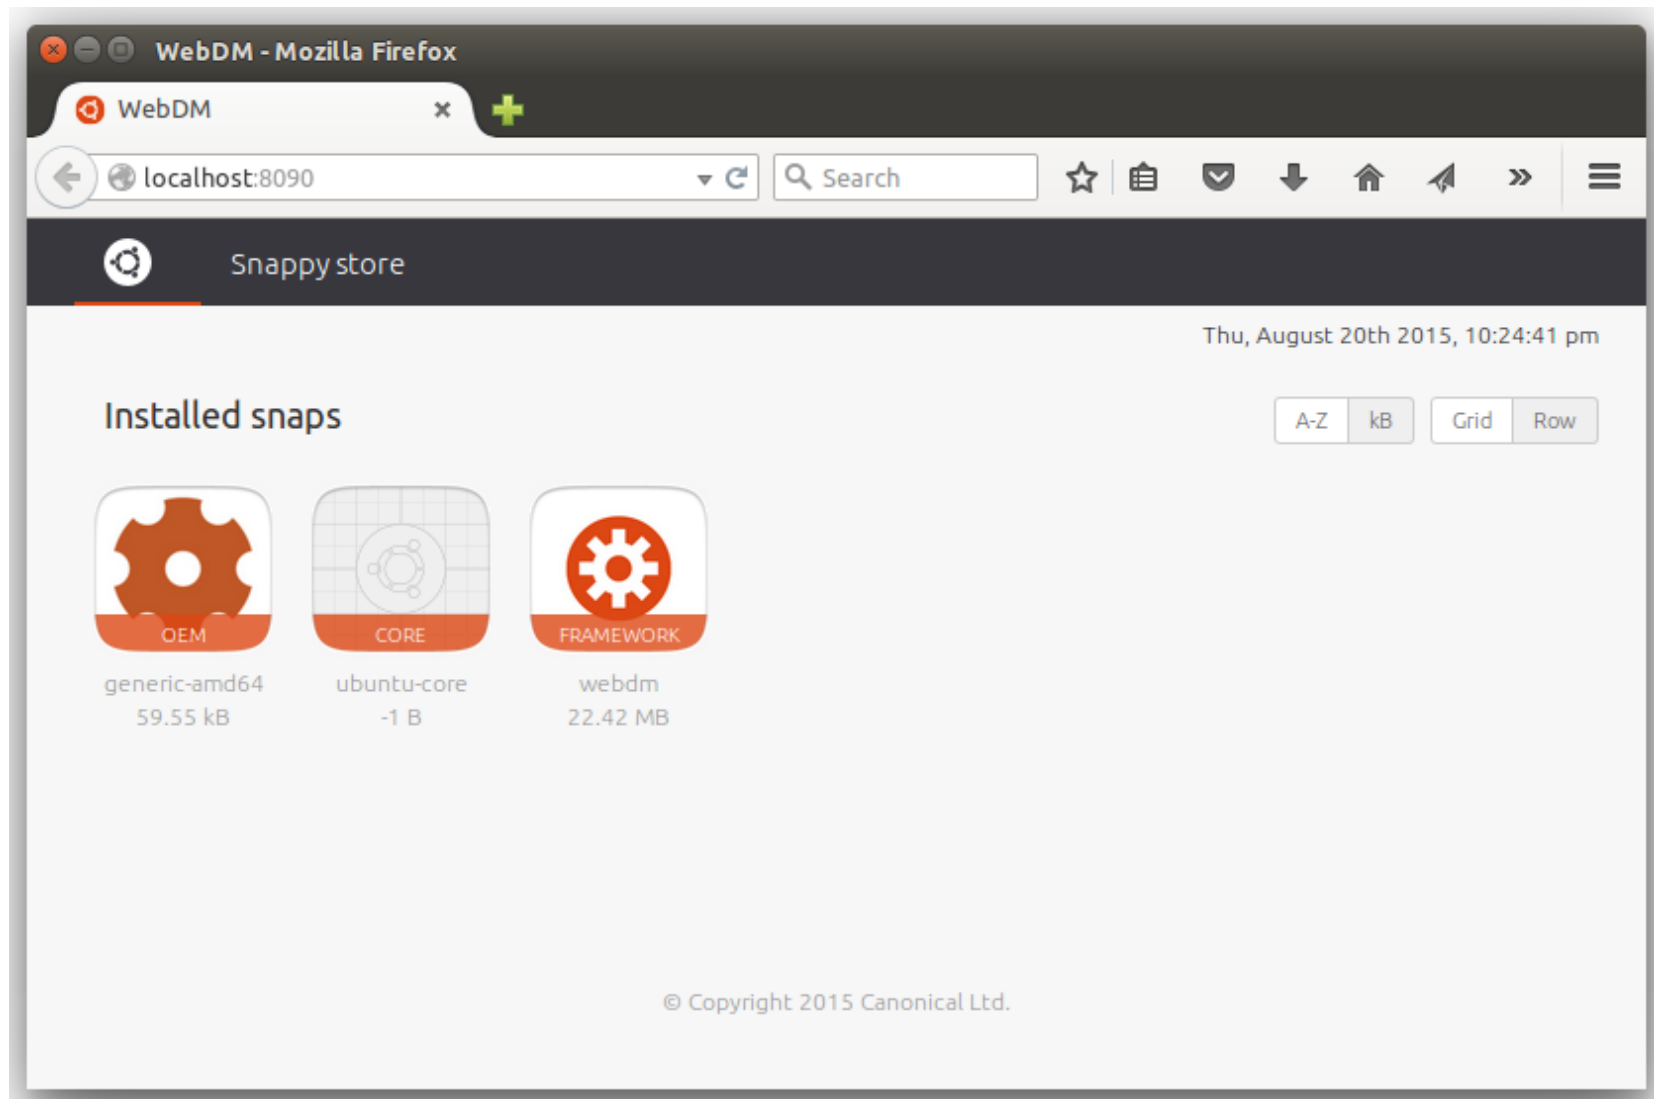 WebDM - Mozilla Firefox
WebDM
localhost:8090
Search
Snappy store
Thu, August 20th 2015, 10:24:41 pm
Installed snaps
A-Z kB Grid Row
OEM CORE FRAMEWORK
generic-amd64 ubuntu-core webdm
59.55 kB -1 B 22.42 MB
© Copyright 2015 Canonical Ltd.